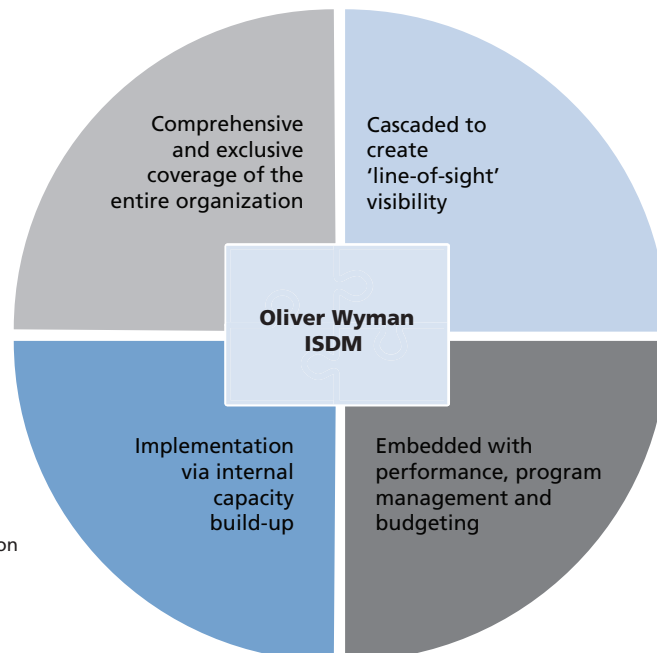 Comprehensive
and exclusive
coverage of the
entire organization
Cascaded to
create
‘line-of-sight’
visibility
Oliver Wyman
ISDM
Implementation
via internal
capacity
build-up
Embedded with
performance, program
management and
budgeting
on